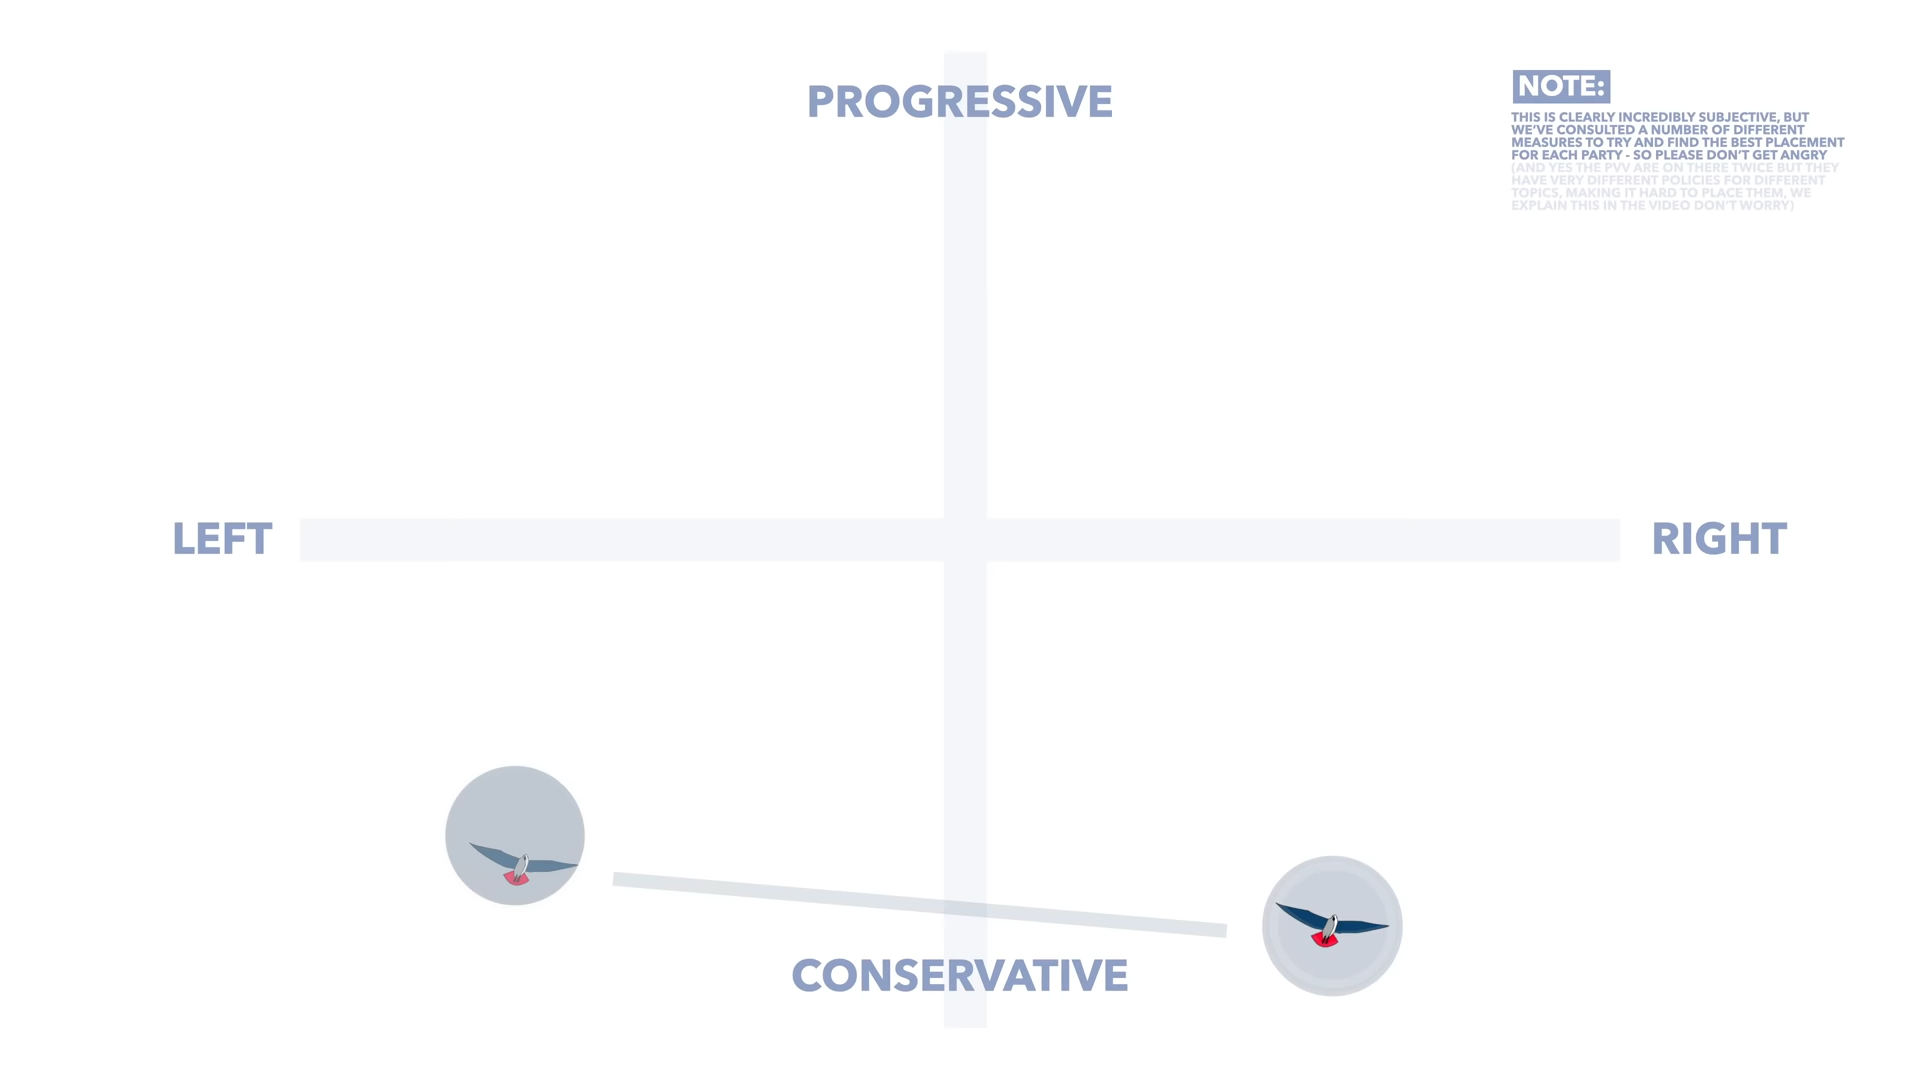 PROGRESSIVE
NOTE:
THIS IS CLEARLY INCREDIBLY SUBJECTIVE, BUT
WE'VE CONSULTED A NUMBER OF DIFFERENT
MEASURES TO TRY AND FIND THE BEST PLACEMENT
FOR EACH PARTY - SO PLEASE DON'T GET ANGRY
(AND YES THE PVV ARE ON THERE TWICE BUT THEY
HAVE VERY DIFFERENT POLICIES FOR DIFFERENT
TOPICS, MAKING IT HARD TO PLACE THEM, WE
EXPLAIN THIS IN THE VIDEO DON'T WORRY)
LEFT
RIGHT
CONSERVATIVE